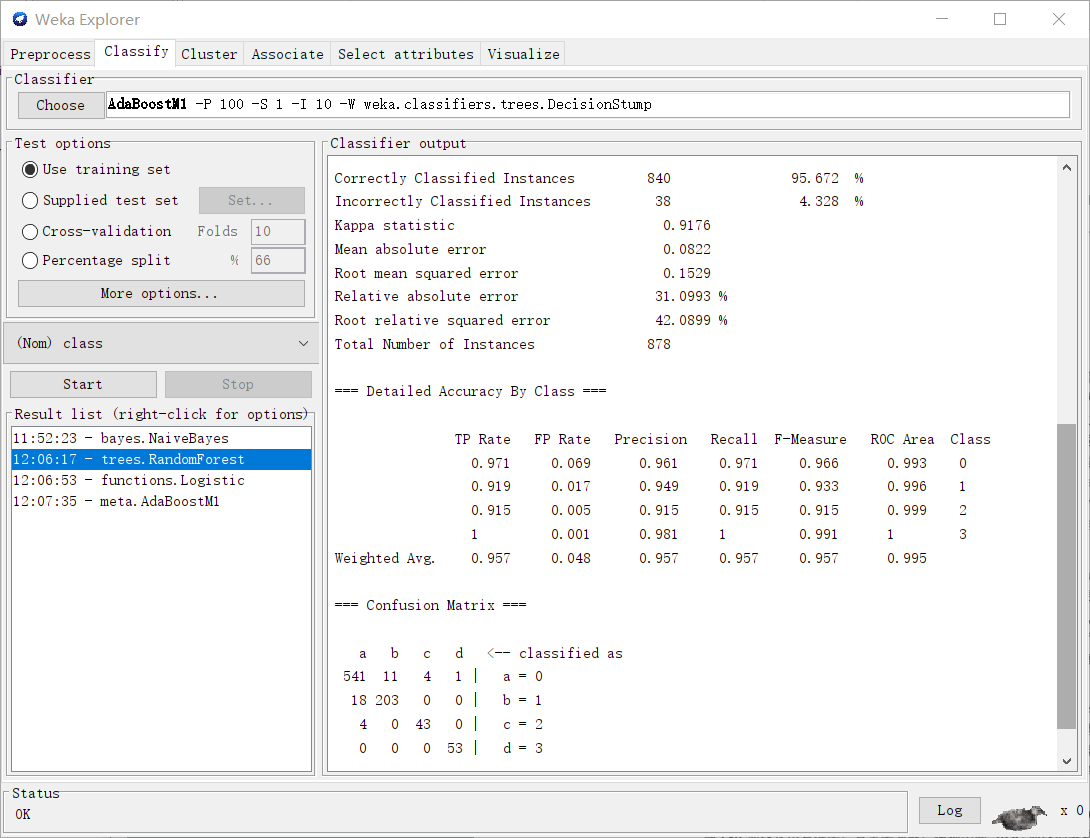 Weka Explorer
Preprocess Classify Cluster Associate Select attributes Visualize
Classifier
Choose AdaBoostM1 -P 100 -S 1 -I 10 -W weka.classifiers.trees.DecisionStump
Test options
Use training set
Supplied test set Set...
Cross-validation Folds 10
Percentage split % 66
More options...
(Nom) class
Start Stop
Result list (right-click for options)
11:52:23 - bayes.NaiveBayes
12:06:17 - trees.RandomForest
12:06:53 - functions.Logistic
12:07:35 - meta.AdaBoostM1
Classifier output
Correctly Classified Instances 840 95.672 %
Incorrectly Classified Instances 38 4.328 %
Kappa statistic 0.9176
Mean absolute error 0.0822
Root mean squared error 0.1529
Relative absolute error 31.0993 %
Root relative squared error 42.0899 %
Total Number of Instances 878
=== Detailed Accuracy By Class ===
TP Rate FP Rate Precision Recall F-Measure ROC Area Class
0.971 0.069 0.961 0.971 0.966 0.993 0
0.919 0.017 0.949 0.919 0.933 0.996 1
0.915 0.005 0.915 0.915 0.915 0.999 2
1 0.001 0.981 1 0.991 1 3
Weighted Avg. 0.957 0.048 0.957 0.957 0.957 0.995
=== Confusion Matrix ===
a b c d <-- classified as
541 11 4 1 | a = 0
18 203 0 0 | b = 1
4 0 43 0 | c = 2
0 0 0 53 | d = 3
Status
OK
Log x 0